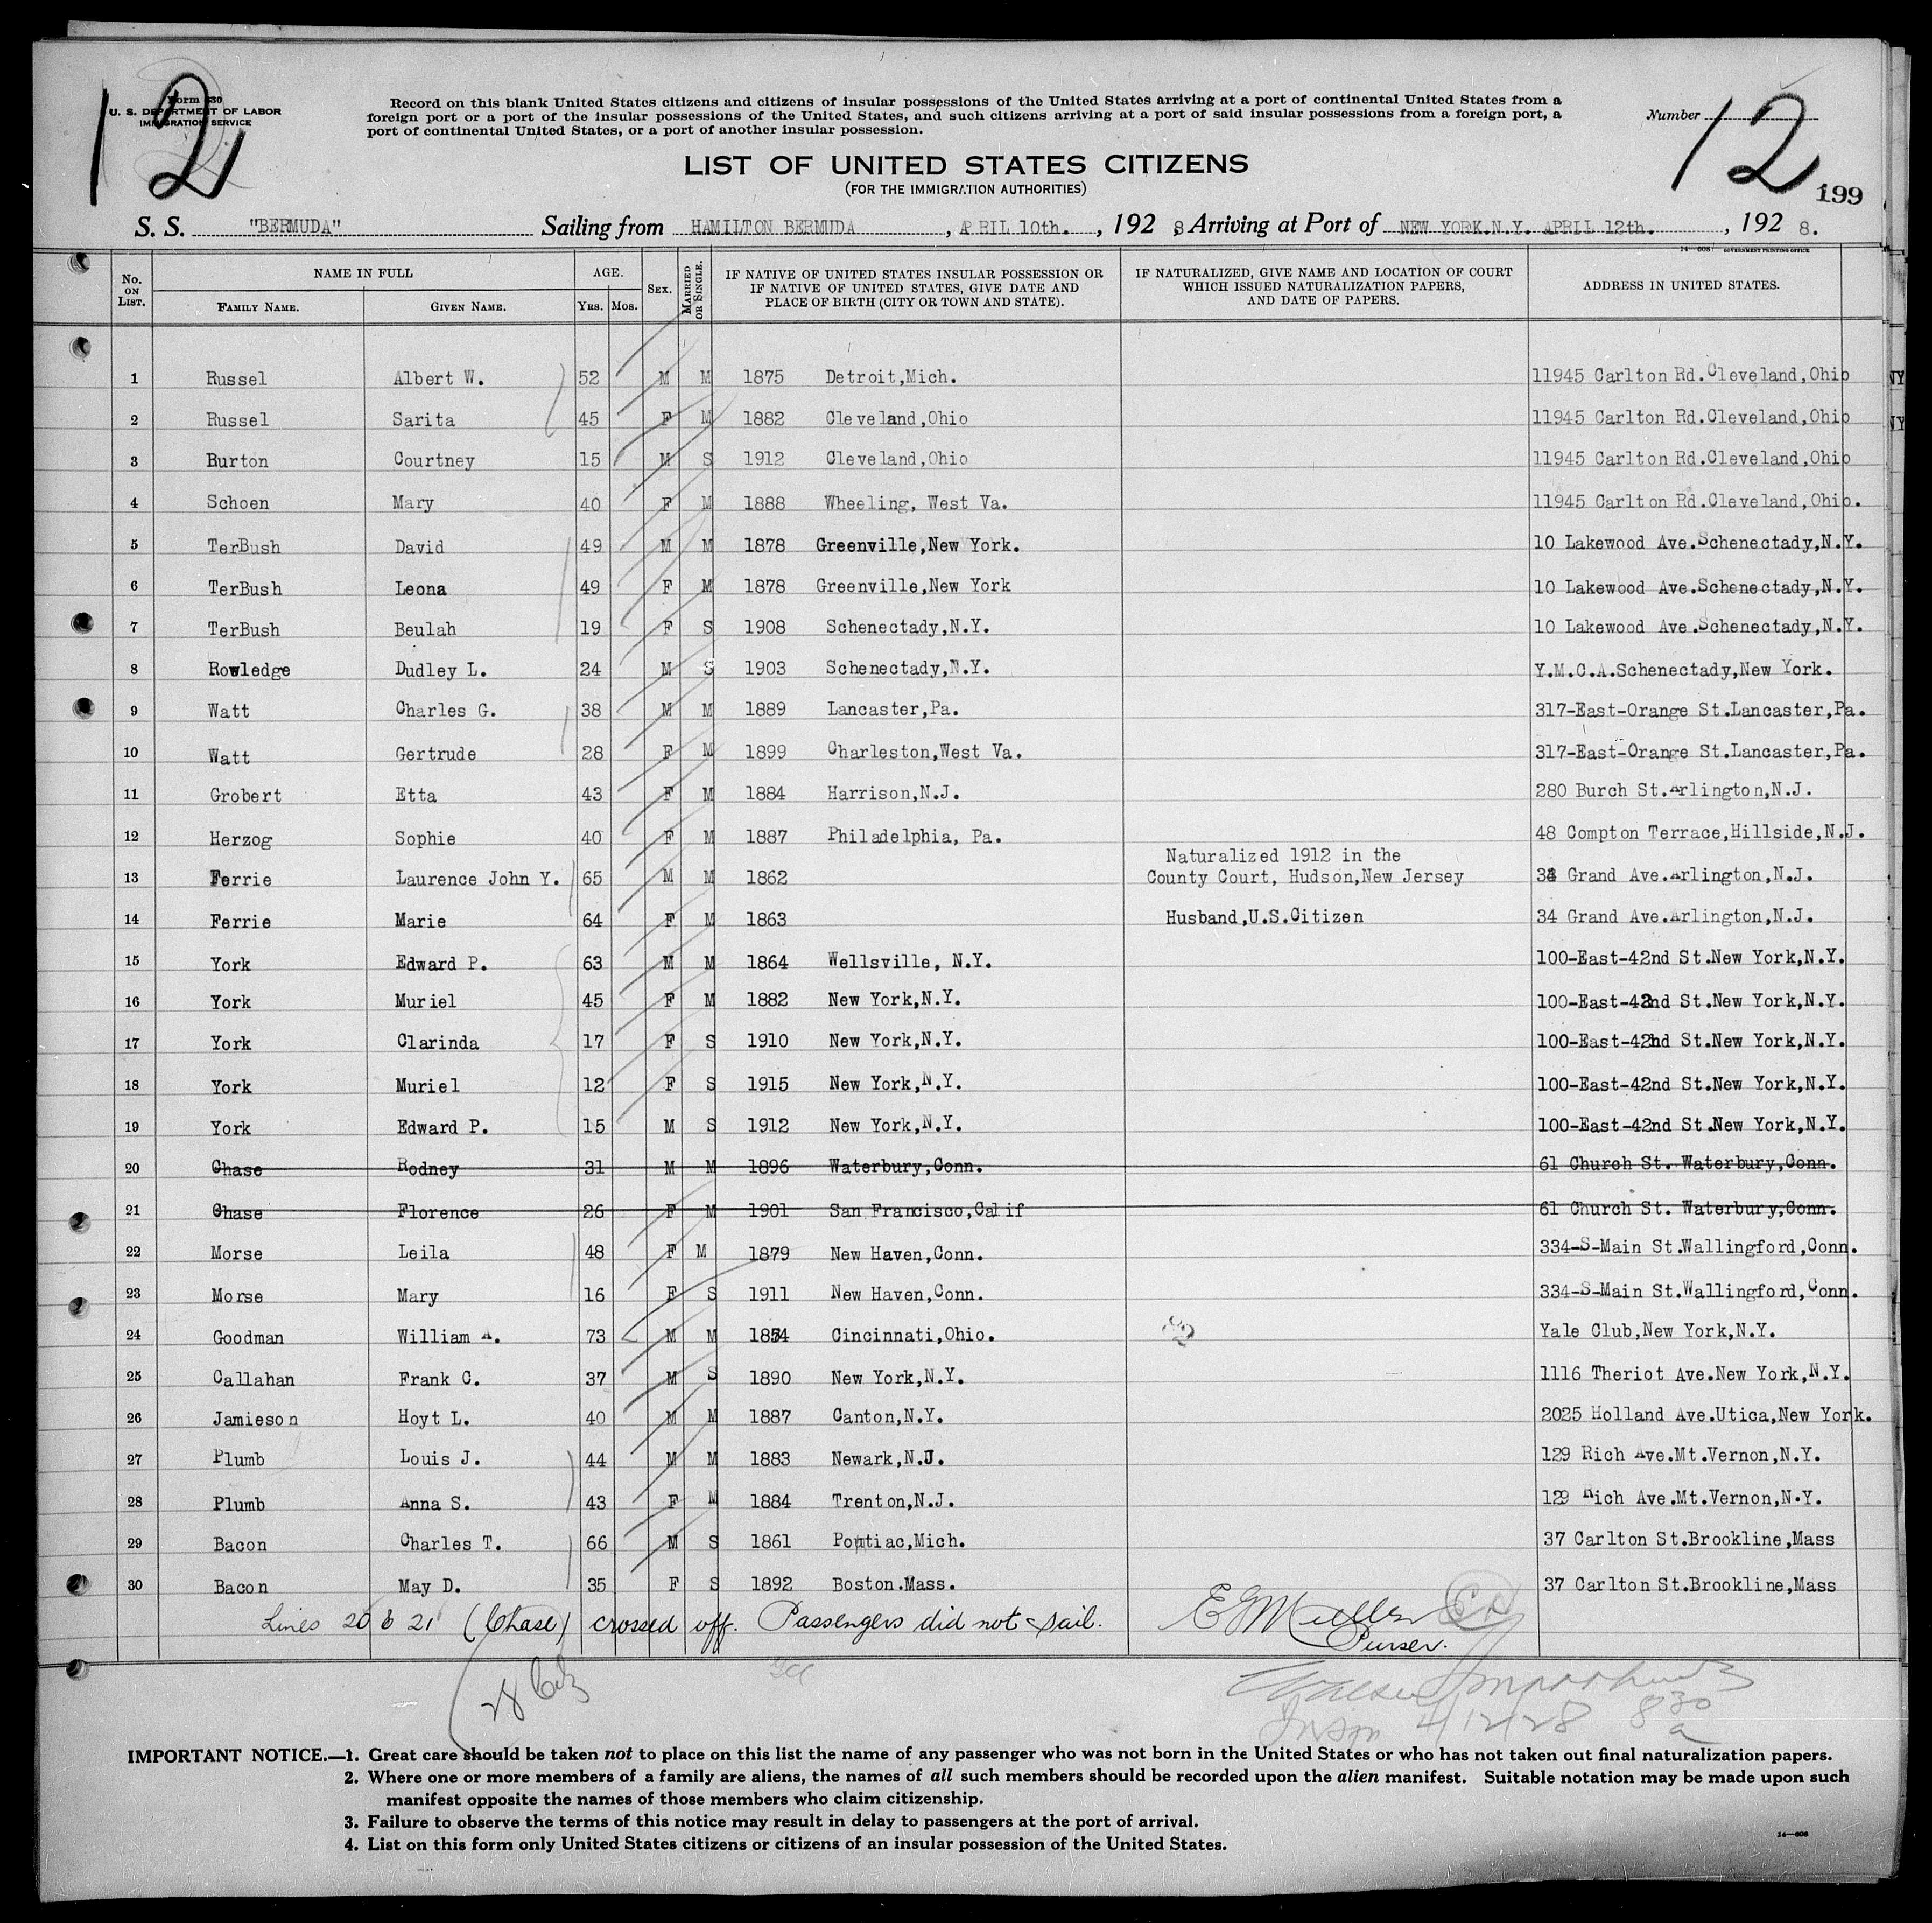 12
Form 630
U. S. DEPARTMENT OF LABOR
IMMIGRATION SERVICE
Record on this blank United States citizens and citizens of insular possessions of the United States arriving at a port of continental United States from a
foreign port or a port of the insular possessions of the United States, and such citizens arriving at a port of said insular possessions from a foreign port, a
port of continental United States, or a port of another insular possession.
Number 12
199
LIST OF UNITED STATES CITIZENS
(FOR THE IMMIGRATION AUTHORITIES)
S. S. "BERMUDA" Sailing from HAMILTON BERMUDA, APRIL 10th., 1928, Arriving at Port of NEW YORK.N.Y. APRIL 12th., 1928.
14—608 GOVERNMENT PRINTING OFFICE
No. ON LIST. NAME IN FULL FAMILY NAME. GIVEN NAME. AGE. YRS. MOS. SEX. MARRIED OR SINGLE. IF NATIVE OF UNITED STATES INSULAR POSSESSION OR IF NATIVE OF UNITED STATES, GIVE DATE AND PLACE OF BIRTH (CITY OR TOWN AND STATE). IF NATURALIZED, GIVE NAME AND LOCATION OF COURT WHICH ISSUED NATURALIZATION PAPERS, AND DATE OF PAPERS. ADDRESS IN UNITED STATES.
1 Russel Albert W. 52 M M 1875 Detroit,Mich. 11945 Carlton Rd.Cleveland,Ohio NY
2 Russel Sarita 45 F M 1882 Cleveland,Ohio 11945 Carlton Rd.Cleveland,Ohio NY
3 Burton Courtney 15 M S 1912 Cleveland,Ohio 11945 Carlton Rd.Cleveland,Ohio
4 Schoen Mary 40 F M 1888 Wheeling, West Va. 11945 Carlton Rd.Cleveland,Ohio.
5 TerBush David 49 M M 1878 Greenville,New York. 10 Lakewood Ave.Schenectady,N.Y.
6 TerBush Leona 49 F M 1878 Greenville,New York 10 Lakewood Ave.Schenectady,N.Y.
7 TerBush Beulah 19 F S 1908 Schenectady,N.Y. 10 Lakewood Ave.Schenectady,N.Y.
8 Rowledge Dudley L. 24 M S 1903 Schenectady,N.Y. Y.M.C.A.Schenectady,New York.
9 Watt Charles G. 38 M M 1889 Lancaster,Pa. 317-East-Orange St.Lancaster,Pa.
10 Watt Gertrude 28 F M 1899 Charleston,West Va. 317-East-Orange St.Lancaster,Pa.
11 Grobert Etta 43 F M 1884 Harrison,N.J. 280 Burch St.Arlington,N.J.
12 Herzog Sophie 40 F M 1887 Philadelphia, Pa. 48 Compton Terrace,Hillside,N.J.
Naturalized 1912 in the
13 Ferrie Laurence John Y. 65 M M 1862 County Court, Hudson,New Jersey 34 Grand Ave.Arlington,N.J.
14 Ferrie Marie 64 F M 1863 Husband,U.S.Citizen 34 Grand Ave.Arlington,N.J.
15 York Edward P. 63 M M 1864 Wellsville, N.Y. 100-East-42nd St.New York,N.Y.
16 York Muriel 45 F M 1882 New York,N.Y. 100-East-42nd St.New York,N.Y.
17 York Clarinda 17 F S 1910 New York,N.Y. 100-East-42nd St.New York,N.Y.
18 York Muriel 12 F S 1915 New York,N.Y. 100-East-42nd St.New York,N.Y.
19 York Edward P. 15 M S 1912 New York,N.Y. 100-East-42nd St.New York,N.Y.
20 Chase Rodney 31 M M 1896 Waterbury,Conn. 61 Church St. Waterbury,Conn.
21 Chase Florence 26 F M 1901 San Francisco,Calif 61 Church St. Waterbury,Conn.
22 Morse Leila 48 F M 1879 New Haven,Conn. 334-S-Main St.Wallingford,Conn.
23 Morse Mary 16 F S 1911 New Haven,Conn. 334-S-Main St.Wallingford,Conn.
24 Goodman William A. 73 M M 1854 Cincinnati,Ohio. Yale Club,New York,N.Y.
25 Callahan Frank C. 37 M S 1890 New York,N.Y. 1116 Theriot Ave.New York,N.Y.
26 Jamieson Hoyt L. 40 M M 1887 Canton,N.Y. 2025 Holland Ave.Utica,New York.
27 Plumb Louis J. 44 M M 1883 Newark,N.J. 129 Rich Ave.Mt.Vernon,N.Y.
28 Plumb Anna S. 43 F M 1884 Trenton,N.J. 129 Rich Ave.Mt.Vernon,N.Y.
29 Bacon Charles T. 66 M S 1861 Pontiac,Mich. 37 Carlton St.Brookline,Mass
30 Bacon May D. 35 F S 1892 Boston.Mass. 37 Carlton St.Brookline,Mass
Lines 20 & 21 (Chase) crossed off. Passengers did not sail. E G Mueller
Purser.
28 Citz
Insp 4/12/28 8 30 a
IMPORTANT NOTICE.—1. Great care should be taken not to place on this list the name of any passenger who was not born in the United States or who has not taken out final naturalization papers.
2. Where one or more members of a family are aliens, the names of all such members should be recorded upon the alien manifest. Suitable notation may be made upon such
manifest opposite the names of those members who claim citizenship.
3. Failure to observe the terms of this notice may result in delay to passengers at the port of arrival.
4. List on this form only United States citizens or citizens of an insular possession of the United States.
14—608